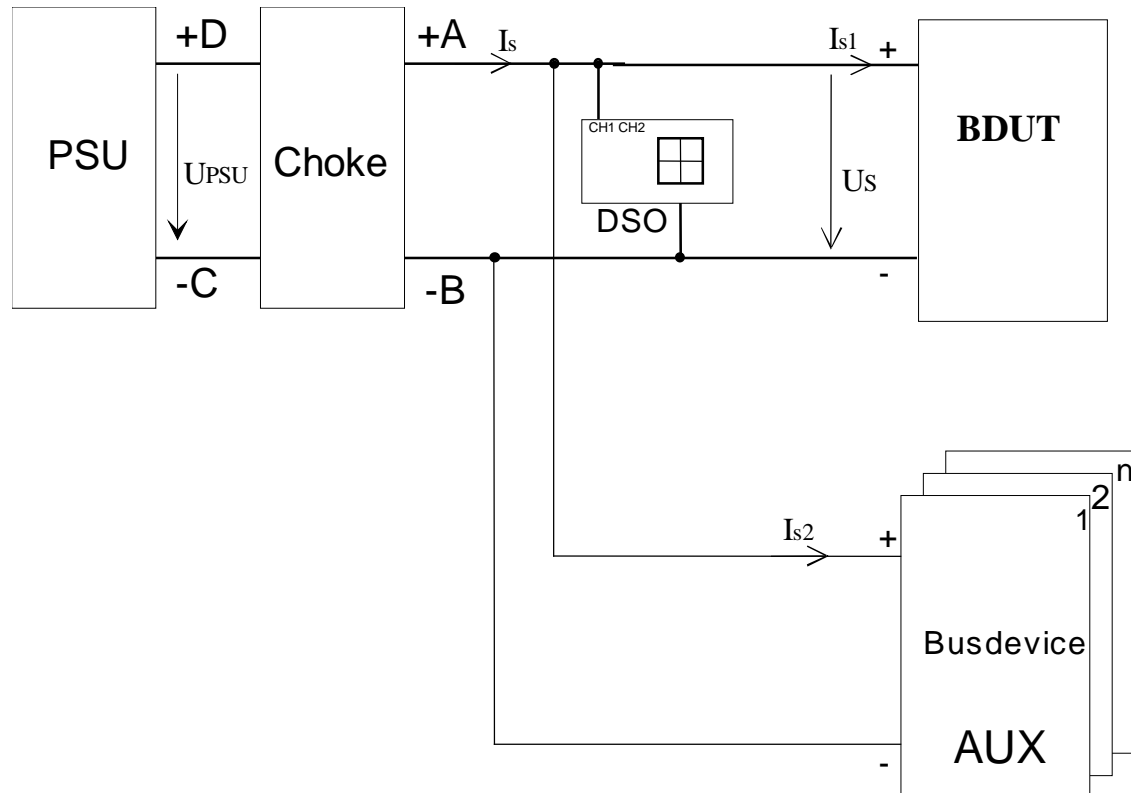 PSU
+D
UPSU
-C
Choke
+A
-B
Is
CH1 CH2
DSO
Is1
+
US
-
BDUT
Is2
+
-
1
2
n
Busdevice
AUX